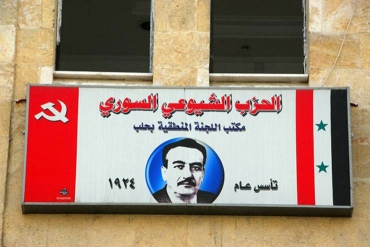 الحزب الشيوعي السوري
مكتب اللجنة المنطقية بحلب
تأسس عام ١٩٢٤